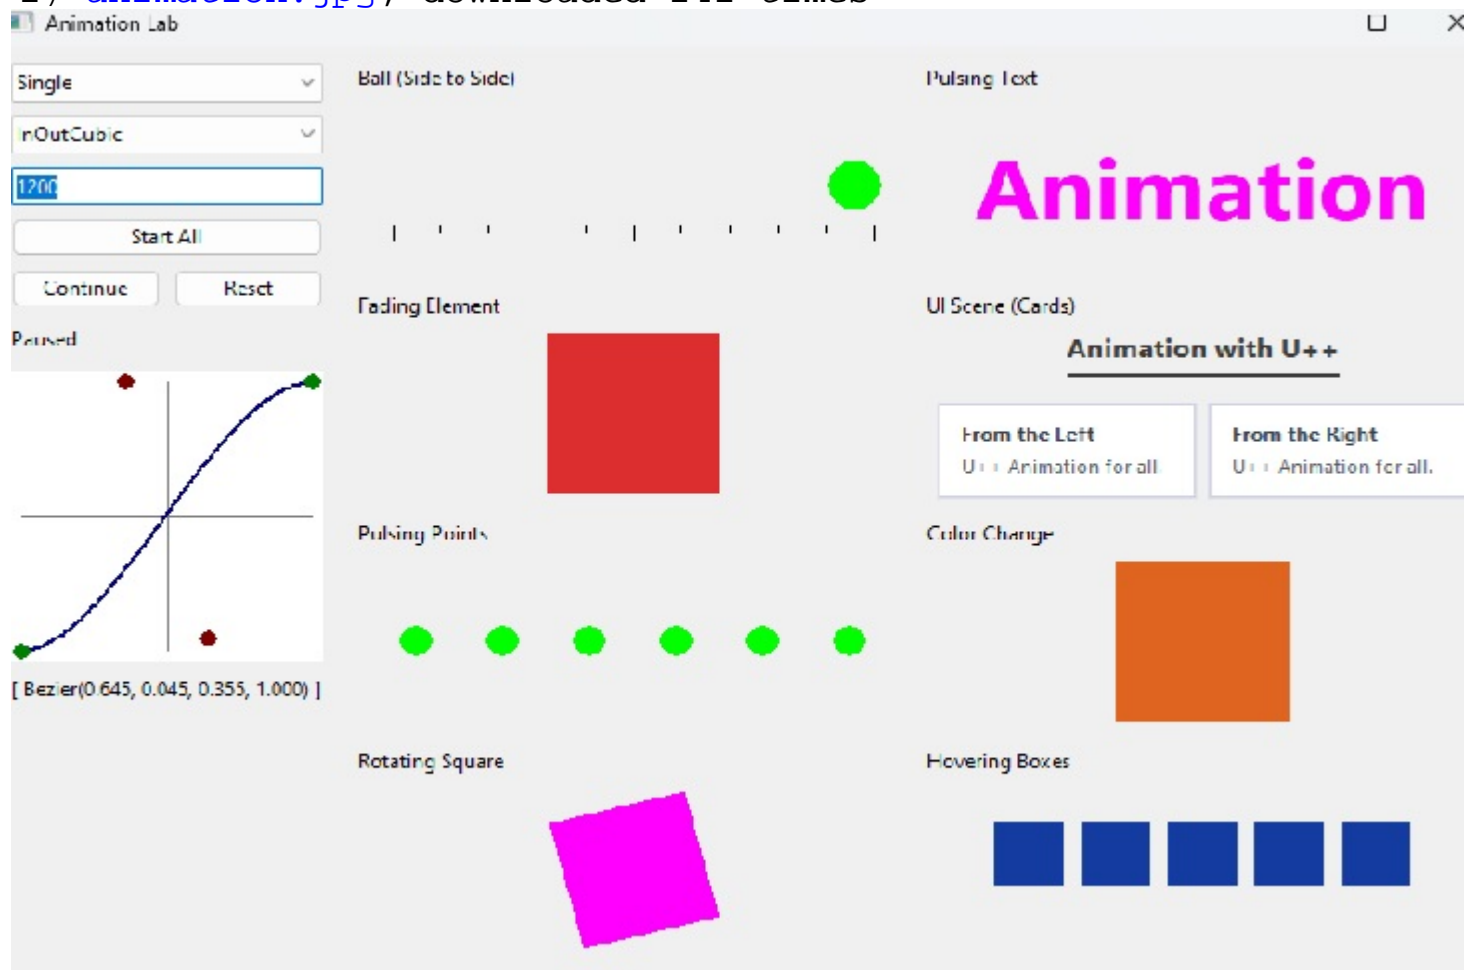 Animation Lab
Single
InOutCubic
1200
Start All
Continue
Reset
Paused
[ Bezier(0.645, 0.045, 0.355, 1.000) ]
Ball (Side to Side)
Fading Element
Pulsing Points
Rotating Square
Pulsing Text
Animation
UI Scene (Cards)
Animation with U++
From the Left
U++ Animation for all.
From the Right
U++ Animation for all.
Color Change
Hovering Boxes